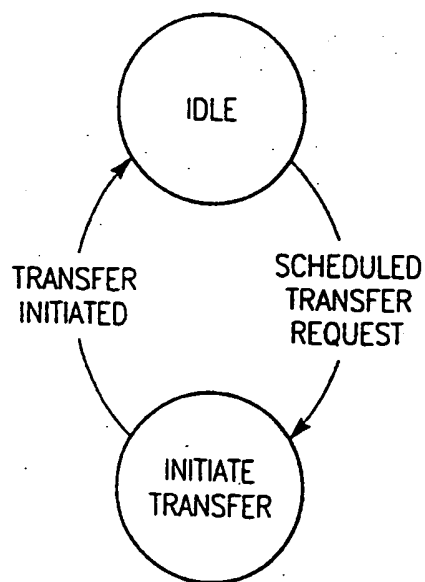 IDLE
TRANSFER
INITIATED
SCHEDULED
TRANSFER
REQUEST
INITIATE
TRANSFER